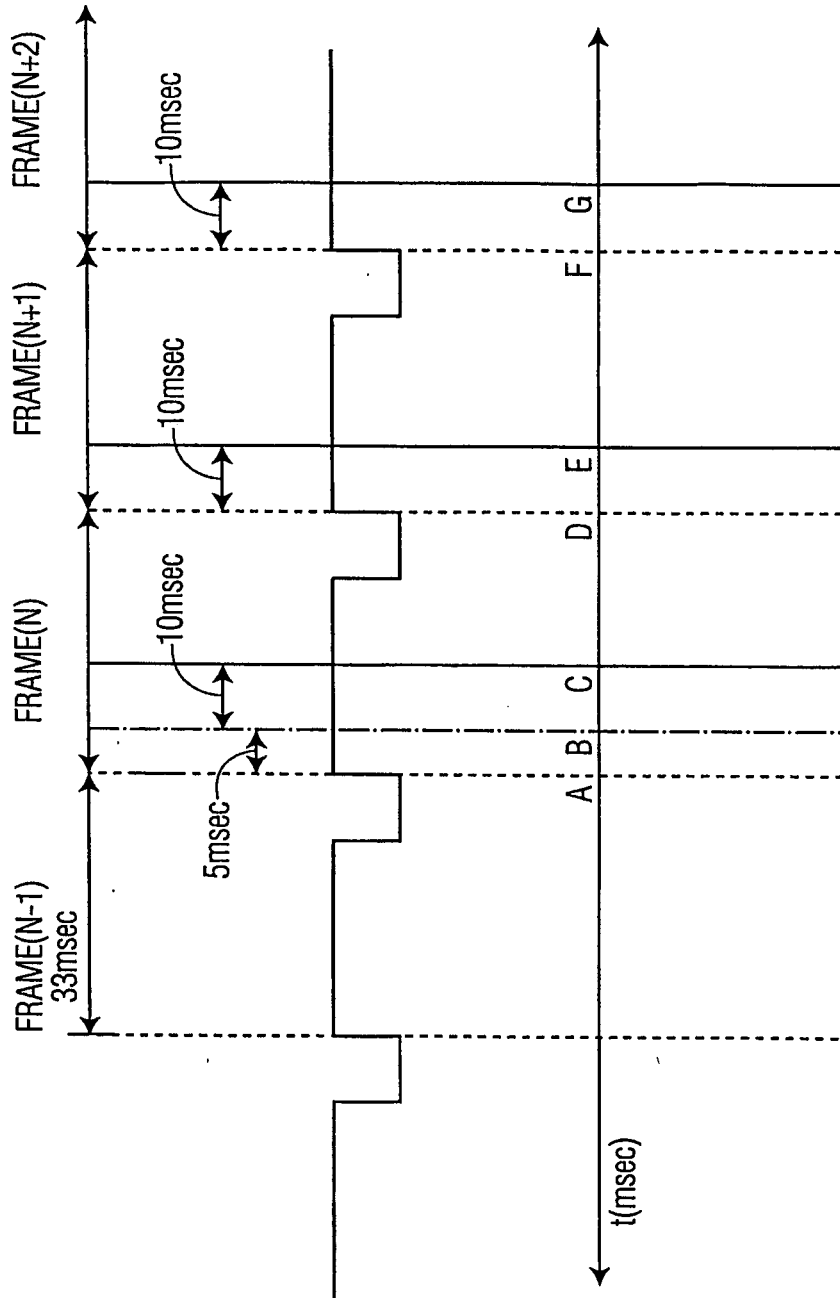 FRAME(N-1)
33msec
FRAME(N)
FRAME(N+1)
FRAME(N+2)
5msec
10msec
10msec
10msec
t(msec)
A
B
C
D
E
F
G